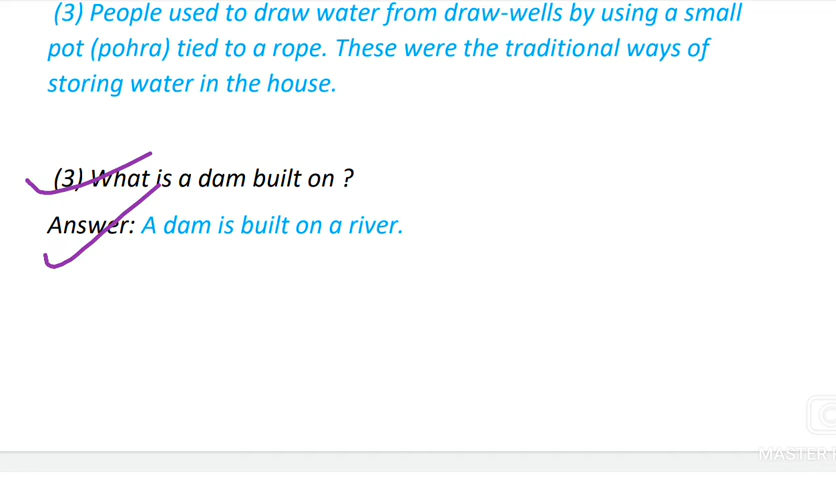 (3) People used to draw water from draw-wells by using a small
pot (pohra) tied to a rope. These were the traditional ways of
storing water in the house.
(3) What is a dam built on ?
Answer: A dam is built on a river.
MASTER